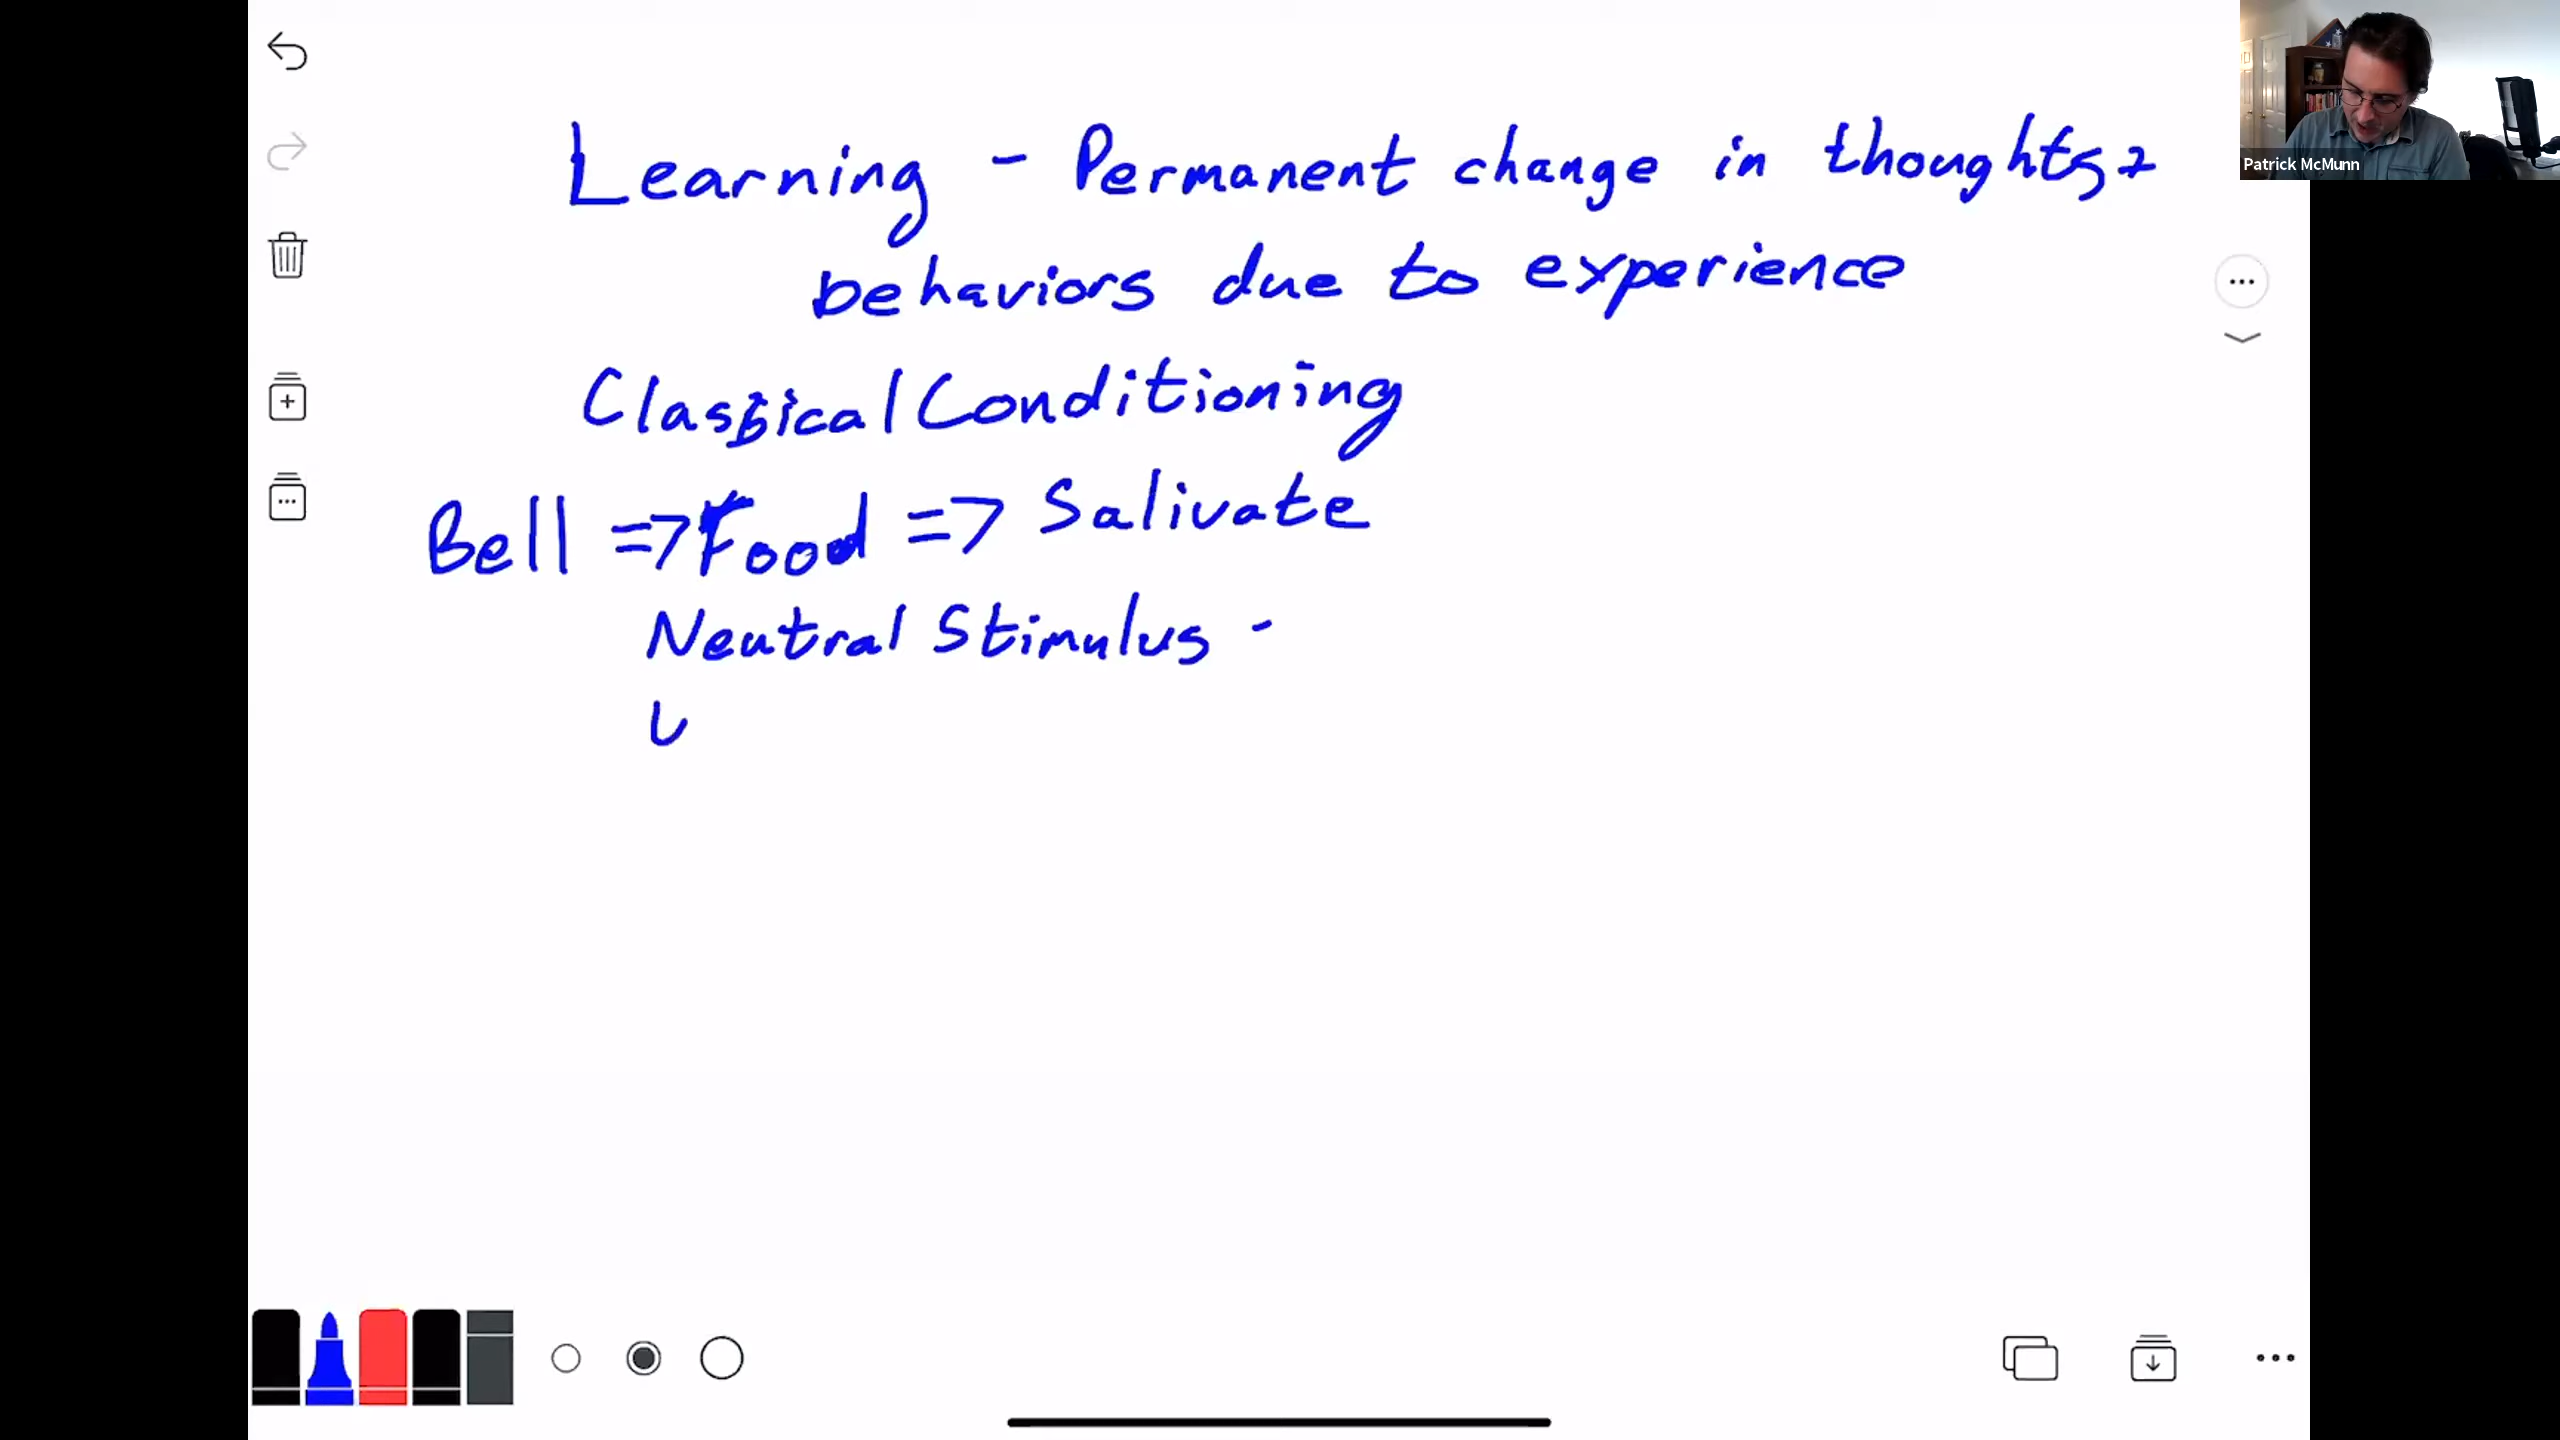 Learning - Permanent change in thoughts +
behaviors due to experience
Classical Conditioning
Bell => Food => Salivate
Neutral Stimulus -
U
Patrick McMunn